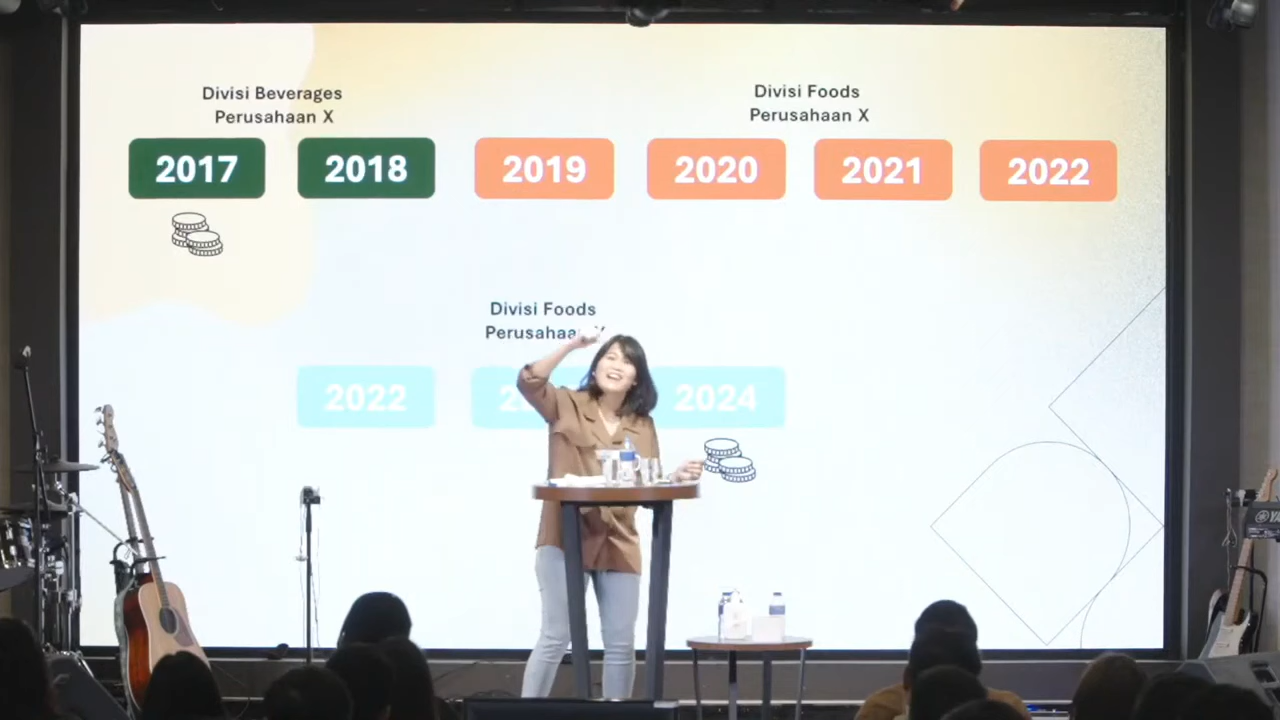 Divisi Beverages
Perusahaan X
Divisi Foods
Perusahaan X
2017
2018
2019
2020
2021
2022
Divisi Foods
2022
2024